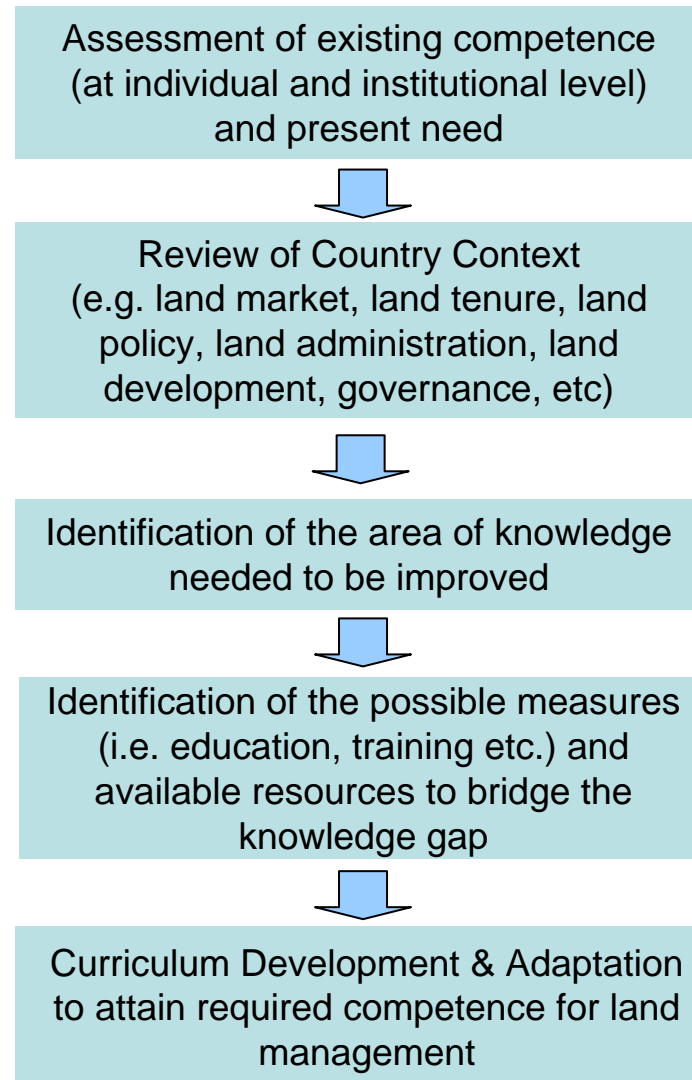 Assessment of existing competence
(at individual and institutional level)
and present need
Review of Country Context
(e.g. land market, land tenure, land
policy, land administration, land
development, governance, etc)
Identification of the area of knowledge
needed to be improved
Identification of the possible measures
(i.e. education, training etc.) and
available resources to bridge the
knowledge gap
Curriculum Development & Adaptation
to attain required competence for land
management